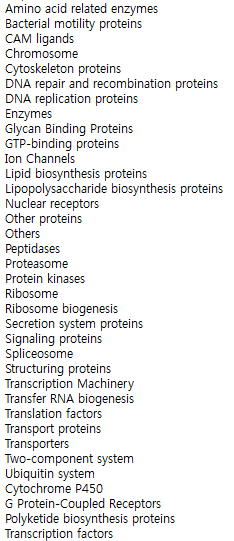 Amino acid related enzymes
Bacterial motility proteins
CAM ligands
Chromosome
Cytoskeleton proteins
DNA repair and recombination proteins
DNA replication proteins
Enzymes
Glycan Binding Proteins
GTP-binding proteins
Ion Channels
Lipid biosynthesis proteins
Lipopolysaccharide biosynthesis proteins
Nuclear receptors
Other proteins
Others
Peptidases
Proteasome
Protein kinases
Ribosome
Ribosome biogenesis
Secretion system proteins
Signaling proteins
Spliceosome
Structuring proteins
Transcription Machinery
Transfer RNA biogenesis
Translation factors
Transport proteins
Transporters
Two-component system
Ubiquitin system
Cytochrome P450
G Protein-Coupled Receptors
Polyketide biosynthesis proteins
Transcription factors